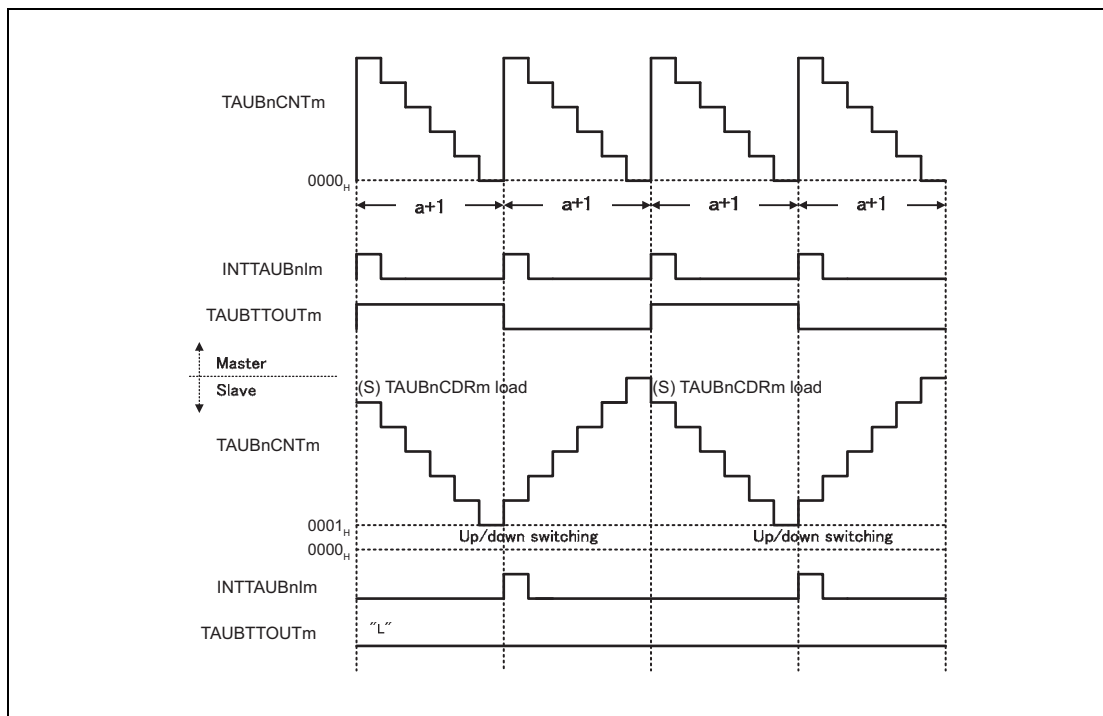 TAUBnCNTm
0000H
a+1 a+1 a+1 a+1
INTTAUBnIm
TAUBTTOUTm
Master
Slave
(S) TAUBnCDRm load (S) TAUBnCDRm load
TAUBnCNTm
0001H
Up/down switching Up/down switching
0000H
INTTAUBnIm
TAUBTTOUTm
"L"